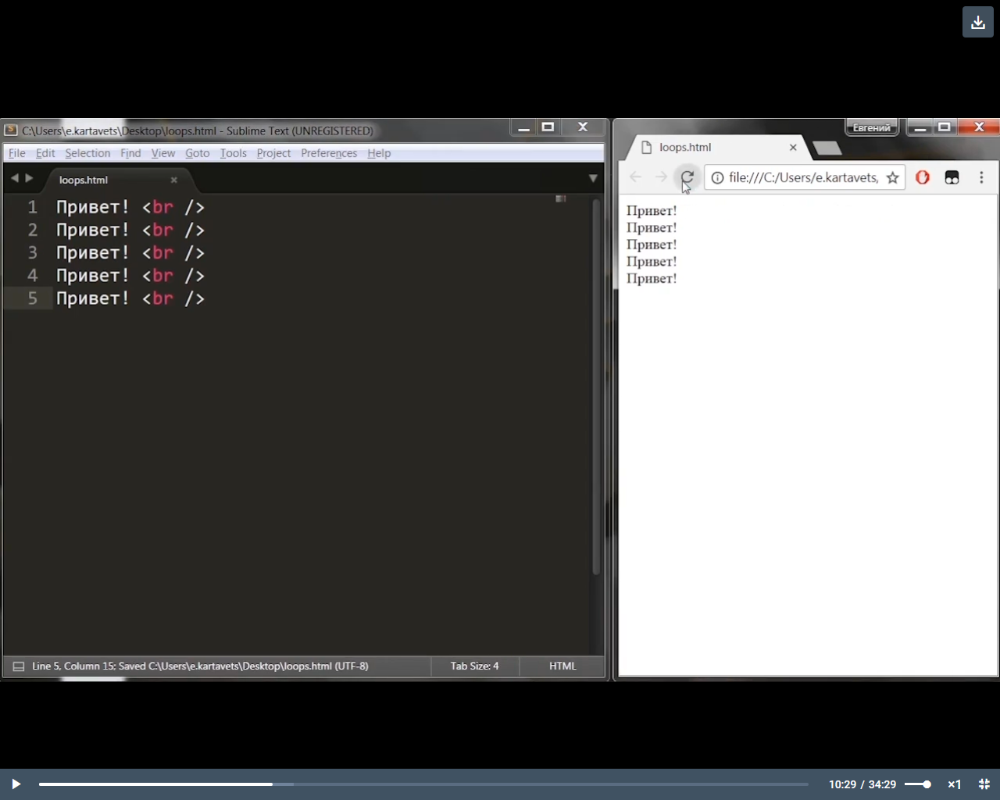 C:\Users\e.kartavets\Desktop\loops.html - Sublime Text (UNREGISTERED)
File Edit Selection Find View Goto Tools Project Preferences Help
loops.html
1 Привет! <br />
2 Привет! <br />
3 Привет! <br />
4 Привет! <br />
5 Привет! <br />
Line 5, Column 15; Saved C:\Users\e.kartavets\Desktop\loops.html (UTF-8)
Tab Size: 4
HTML
Евгений
loops.html
file:///C:/Users/e.kartavets,
Привет!
Привет!
Привет!
Привет!
Привет!
10:29 / 34:29
×1